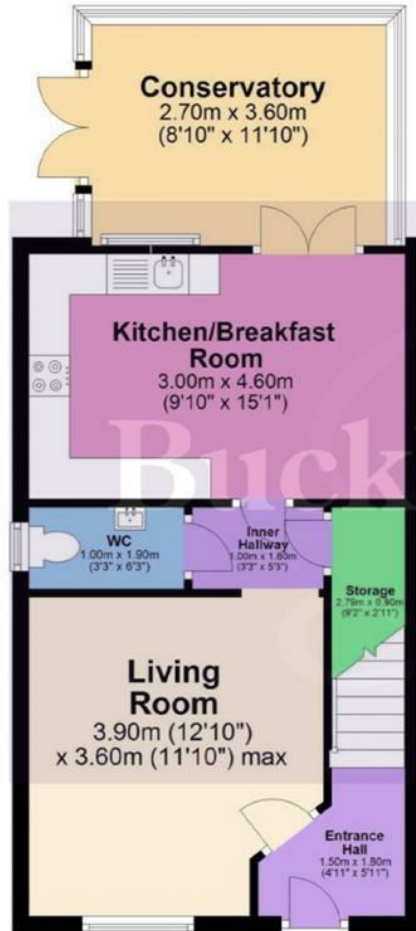 Conservatory
2.70m x 3.60m
(8'10" x 11'10")
Kitchen/Breakfast
Room
3.00m x 4.60m
(9'10" x 15'1")
Buck
WC
1.00m x 1.90m
(3'3" x 6'3")
Inner
Hallway
1.00m x 1.60m
(3'3" x 5'3")
Storage
2.79m x 0.90m
(9'2" x 2'11")
Living
Room
3.90m (12'10")
x 3.60m (11'10") max
Entrance
Hall
1.50m x 1.80m
(4'11" x 5'11")